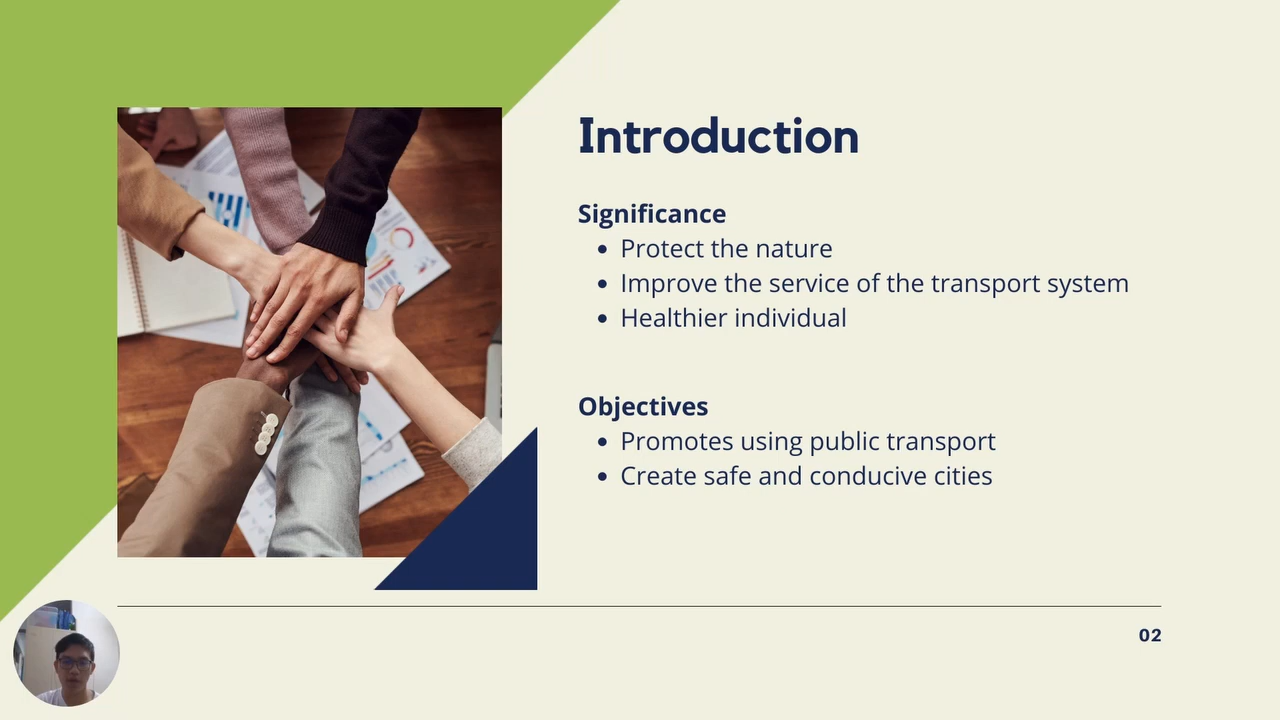 Introduction
Significance
Protect the nature
Improve the service of the transport system
Healthier individual
Objectives
Promotes using public transport
Create safe and conducive cities
02